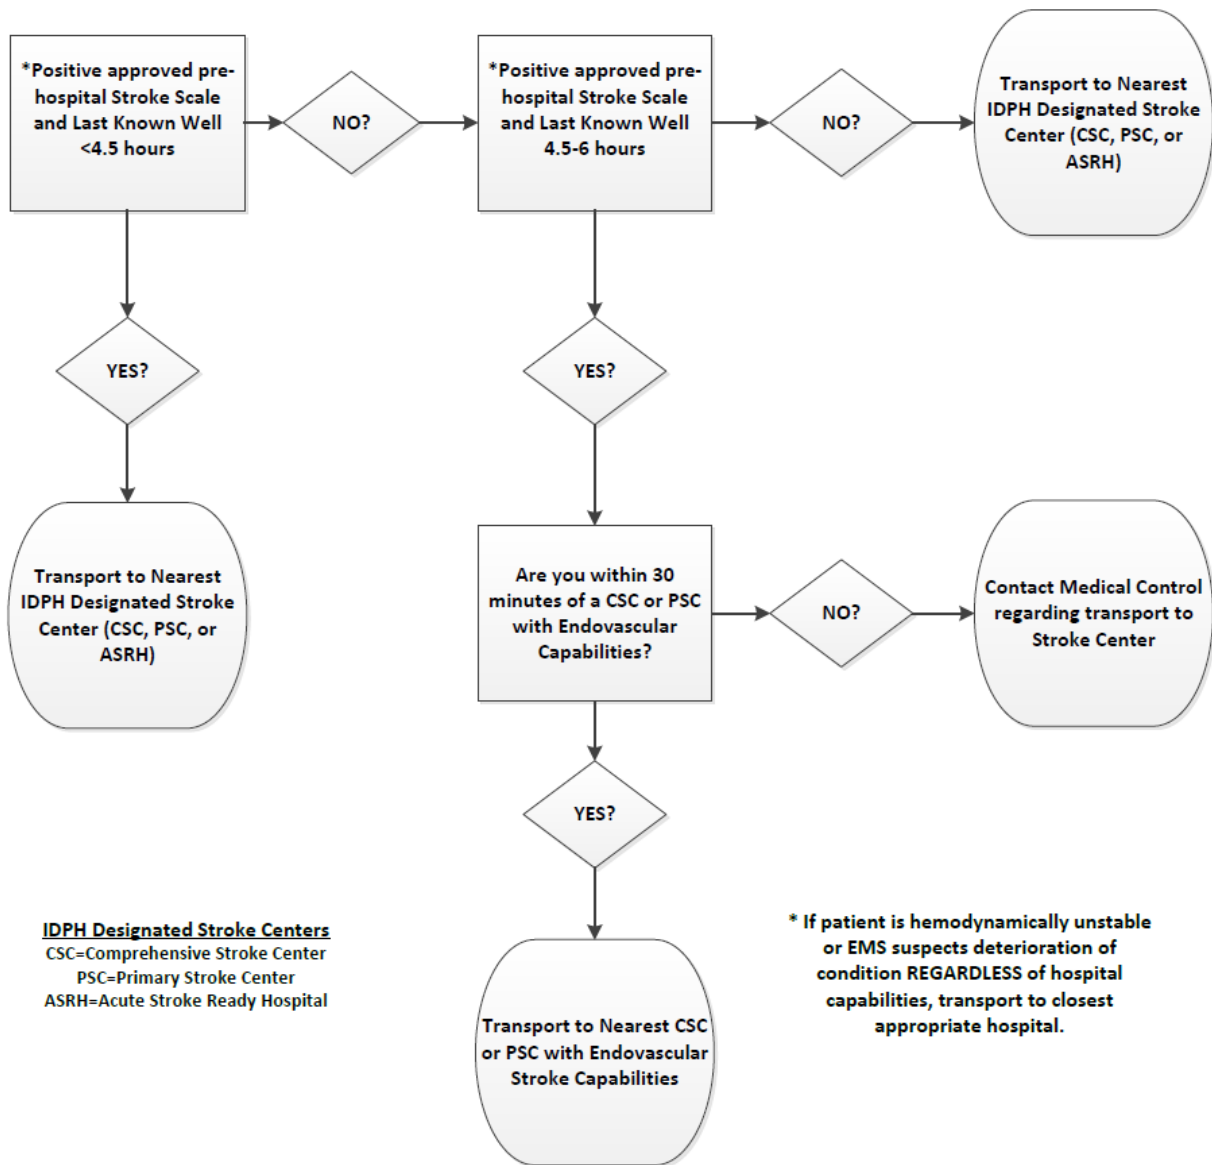 *Positive approved pre-
hospital Stroke Scale
and Last Known Well
<4.5 hours
NO?
*Positive approved pre-
hospital Stroke Scale
and Last Known Well
4.5-6 hours
NO?
Transport to Nearest
IDPH Designated Stroke
Center (CSC, PSC, or
ASRH)
YES?
YES?
Transport to Nearest
IDPH Designated Stroke
Center (CSC, PSC, or
ASRH)
Are you within 30
minutes of a CSC or PSC
with Endovascular
Capabilities?
NO?
Contact Medical Control
regarding transport to
Stroke Center
YES?
IDPH Designated Stroke Centers
CSC=Comprehensive Stroke Center
PSC=Primary Stroke Center
ASRH=Acute Stroke Ready Hospital
* If patient is hemodynamically unstable
or EMS suspects deterioration of
condition REGARDLESS of hospital
capabilities, transport to closest
appropriate hospital.
Transport to Nearest CSC
or PSC with Endovascular
Stroke Capabilities